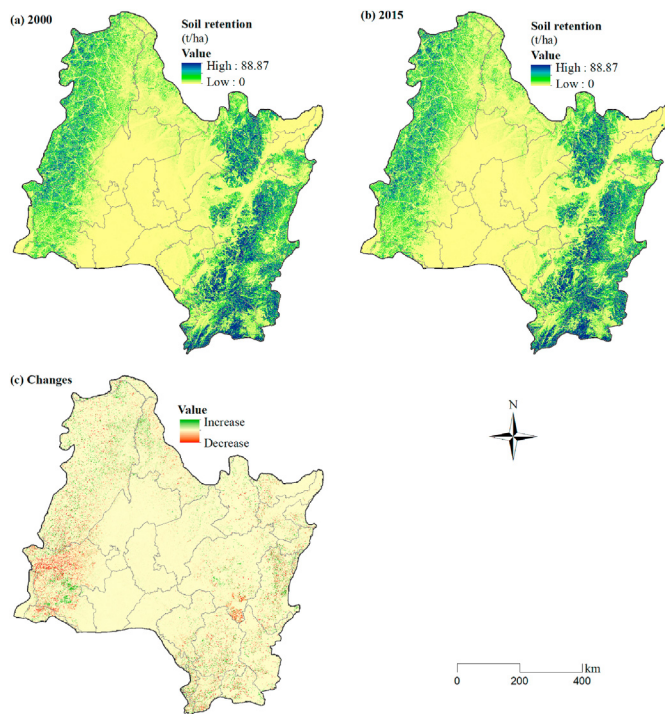 (a) 2000
Soil retention
(t/ha)
Value
High : 88.87
Low : 0
(b) 2015
Soil retention
(t/ha)
Value
High : 88.87
Low : 0
(c) Changes
Value
Increase
Decrease
N
km
0 200 400